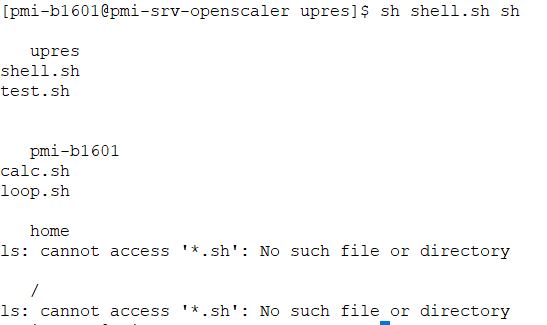 [pmi-b1601@pmi-srv-openscaler upres]$ sh shell.sh sh
upres
shell.sh
test.sh
pmi-b1601
calc.sh
loop.sh
home
ls: cannot access '*.sh': No such file or directory
/
ls: cannot access '*.sh': No such file or directory